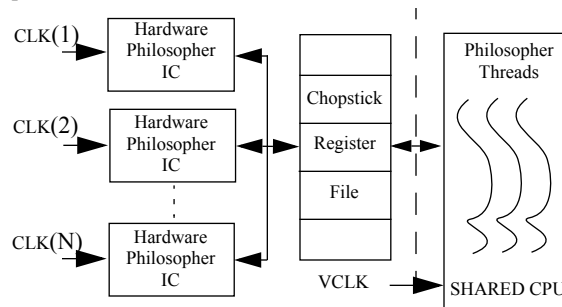 CLK(1)
Hardware
Philosopher
IC
CLK(2)
Hardware
Philosopher
IC
CLK(N)
Hardware
Philosopher
IC
Chopstick
Register
File
VCLK
Philosopher
Threads
SHARED CPU